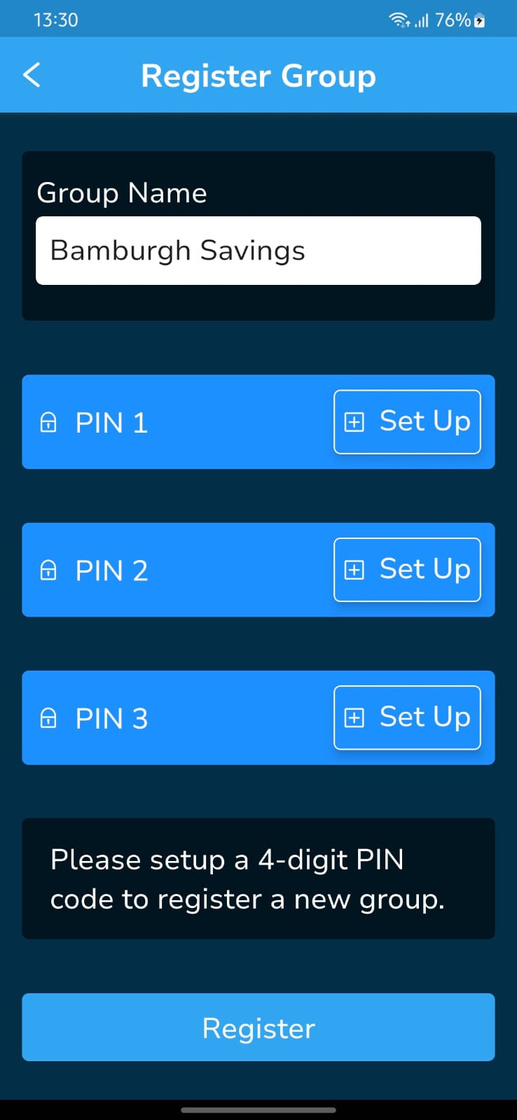 13:30 76%
Register Group
Group Name
Bamburgh Savings
PIN 1 Set Up
PIN 2 Set Up
PIN 3 Set Up
Please setup a 4-digit PIN
code to register a new group.
Register